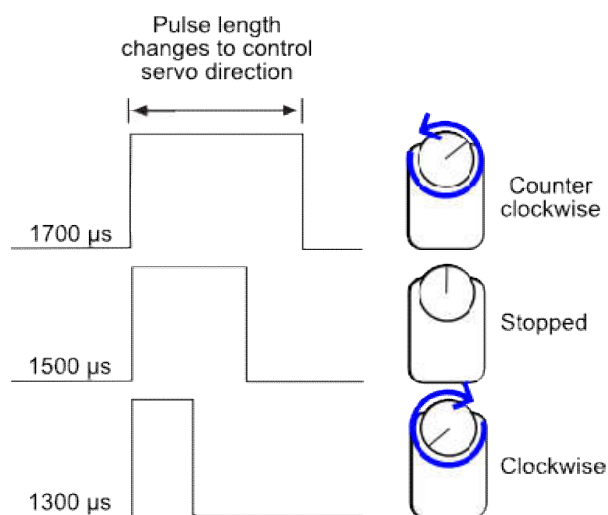 Pulse length
changes to control
servo direction
1700 µs
Counter
clockwise
1500 µs
Stopped
1300 µs
Clockwise